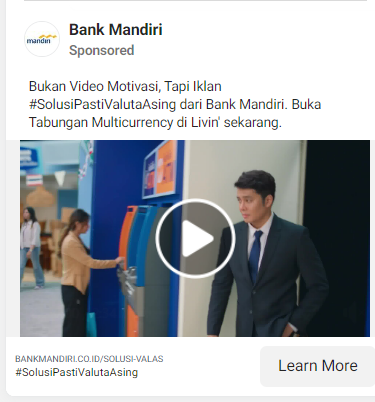 mandiri
Bank Mandiri
Sponsored
Bukan Video Motivasi, Tapi Iklan
#SolusiPastiValutaAsing dari Bank Mandiri. Buka
Tabungan Multicurrency di Livin' sekarang.
BANKMANDIRI.CO.ID/SOLUSI-VALAS
#SolusiPastiValutaAsing
Learn More